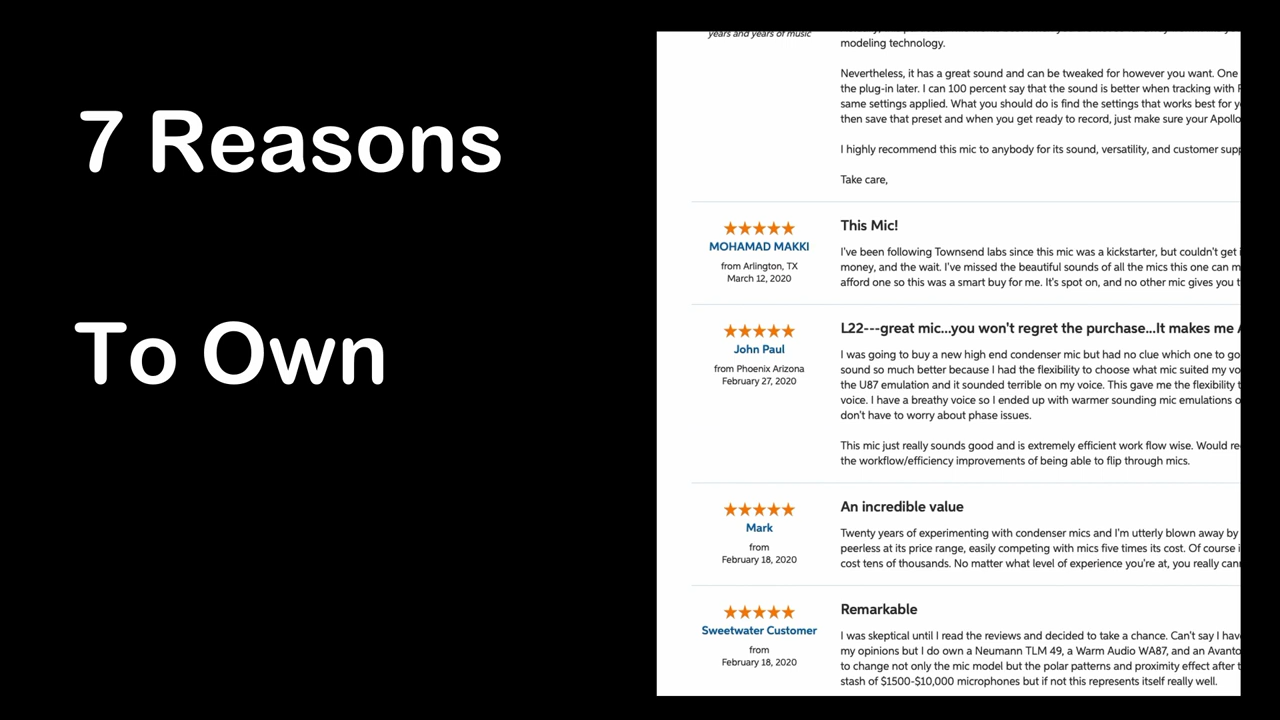 7 Reasons
To Own
years and years of music
modeling technology.
Nevertheless, it has a great sound and can be tweaked for however you want. One
the plug-in later. I can 100 percent say that the sound is better when tracking with
same settings applied. What you should do is find the settings that works best for
then save that preset and when you get ready to record, just make sure your Apollo
I highly recommend this mic to anybody for its sound, versatility, and customer
Take care,
★★★★★
MOHAMAD MAKKI
from Arlington, TX
March 12, 2020
This Mic!
I've been following Townsend labs since this mic was a kickstarter, but couldn't get
money, and the wait. I've missed the beautiful sounds of all the mics this one can
afford one so this was a smart buy for me. It's spot on, and no other mic gives you
★★★★★
John Paul
from Phoenix Arizona
February 27, 2020
L22---great mic...you won't regret the purchase...It makes me
I was going to buy a new high end condenser mic but had no clue which one to go
sound so much better because I had the flexibility to choose what mic suited my
the U87 emulation and it sounded terrible on my voice. This gave me the flexibility
voice. I have a breathy voice so I ended up with warmer sounding mic emulations
don't have to worry about phase issues.
This mic just really sounds good and is extremely efficient work flow wise. Would
the workflow/efficiency improvements of being able to flip through mics.
★★★★★
Mark
from
February 18, 2020
An incredible value
Twenty years of experimenting with condenser mics and I'm utterly blown away by
peerless at its price range, easily competing with mics five times its cost. Of course
cost tens of thousands. No matter what level of experience you're at, you really
★★★★★
Sweetwater Customer
from
February 18, 2020
Remarkable
I was skeptical until I read the reviews and decided to take a chance. Can't say I
my opinions but I do own a Neumann TLM 49, a Warm Audio WA87, and an
to change not only the mic model but the polar patterns and proximity effect after
stash of $1500-$10,000 microphones but if not this represents itself really well.